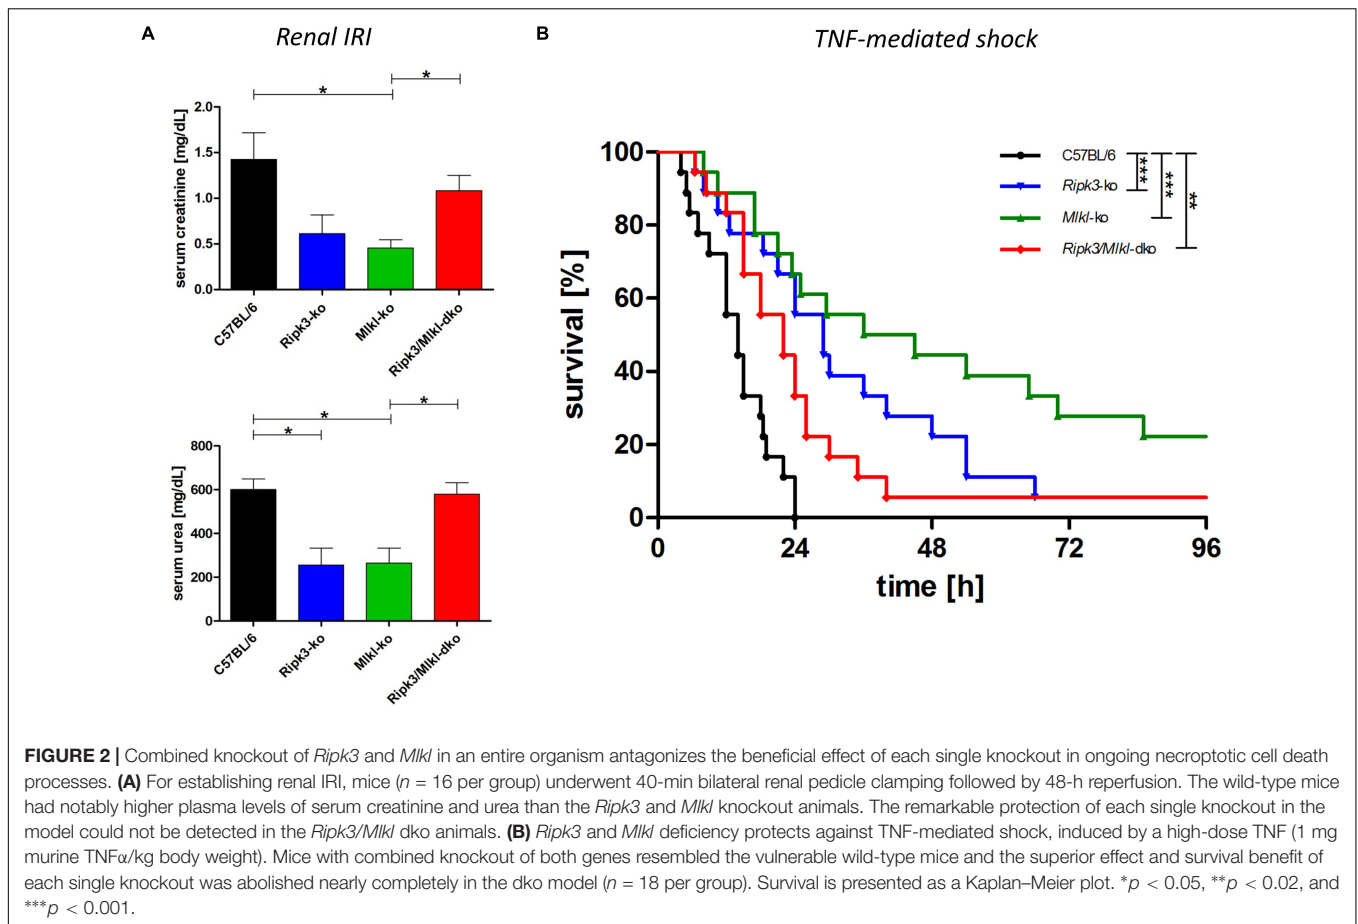 A
Renal IRI
*
*
serum creatinine [mg/dL]
2.0
1.5
1.0
0.5
0.0
C57BL/6
Ripk3-ko
Mlkl-ko
Ripk3/Mlkl-dko
*
*
*
serum urea [mg/dL]
800
600
400
200
0
C57BL/6
Ripk3-ko
Mlkl-ko
Ripk3/Mlkl-dko
B
TNF-mediated shock
survival [%]
100
80
60
40
20
0
0 24 48 72 96
time [h]
C57BL/6
Ripk3-ko
Mlkl-ko
Ripk3/Mlkl-dko
***
***
**
FIGURE 2 | Combined knockout of Ripk3 and Mlkl in an entire organism antagonizes the beneficial effect of each single knockout in ongoing necroptotic cell death
processes. (A) For establishing renal IRI, mice (n = 16 per group) underwent 40-min bilateral renal pedicle clamping followed by 48-h reperfusion. The wild-type mice
had notably higher plasma levels of serum creatinine and urea than the Ripk3 and Mlkl knockout animals. The remarkable protection of each single knockout in the
model could not be detected in the Ripk3/Mlkl dko animals. (B) Ripk3 and Mlkl deficiency protects against TNF-mediated shock, induced by a high-dose TNF (1 mg
murine TNFα/kg body weight). Mice with combined knockout of both genes resembled the vulnerable wild-type mice and the superior effect and survival benefit of
each single knockout was abolished nearly completely in the dko model (n = 18 per group). Survival is presented as a Kaplan–Meier plot. *p < 0.05, **p < 0.02, and
***p < 0.001.